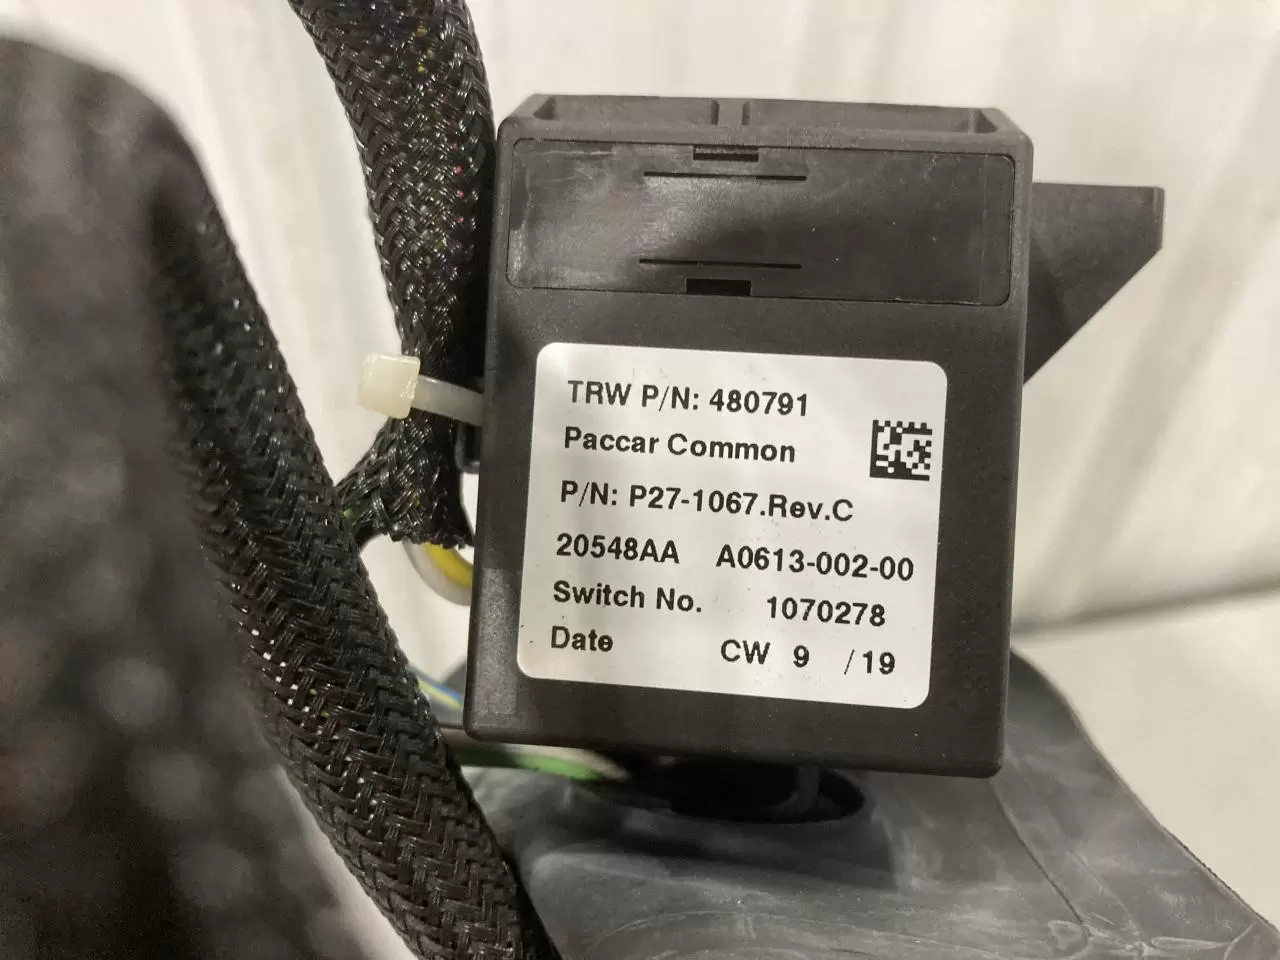 TRW P/N: 480791
Paccar Common
P/N: P27-1067.Rev.C
20548AA A0613-002-00
Switch No. 1070278
Date CW 9 /19